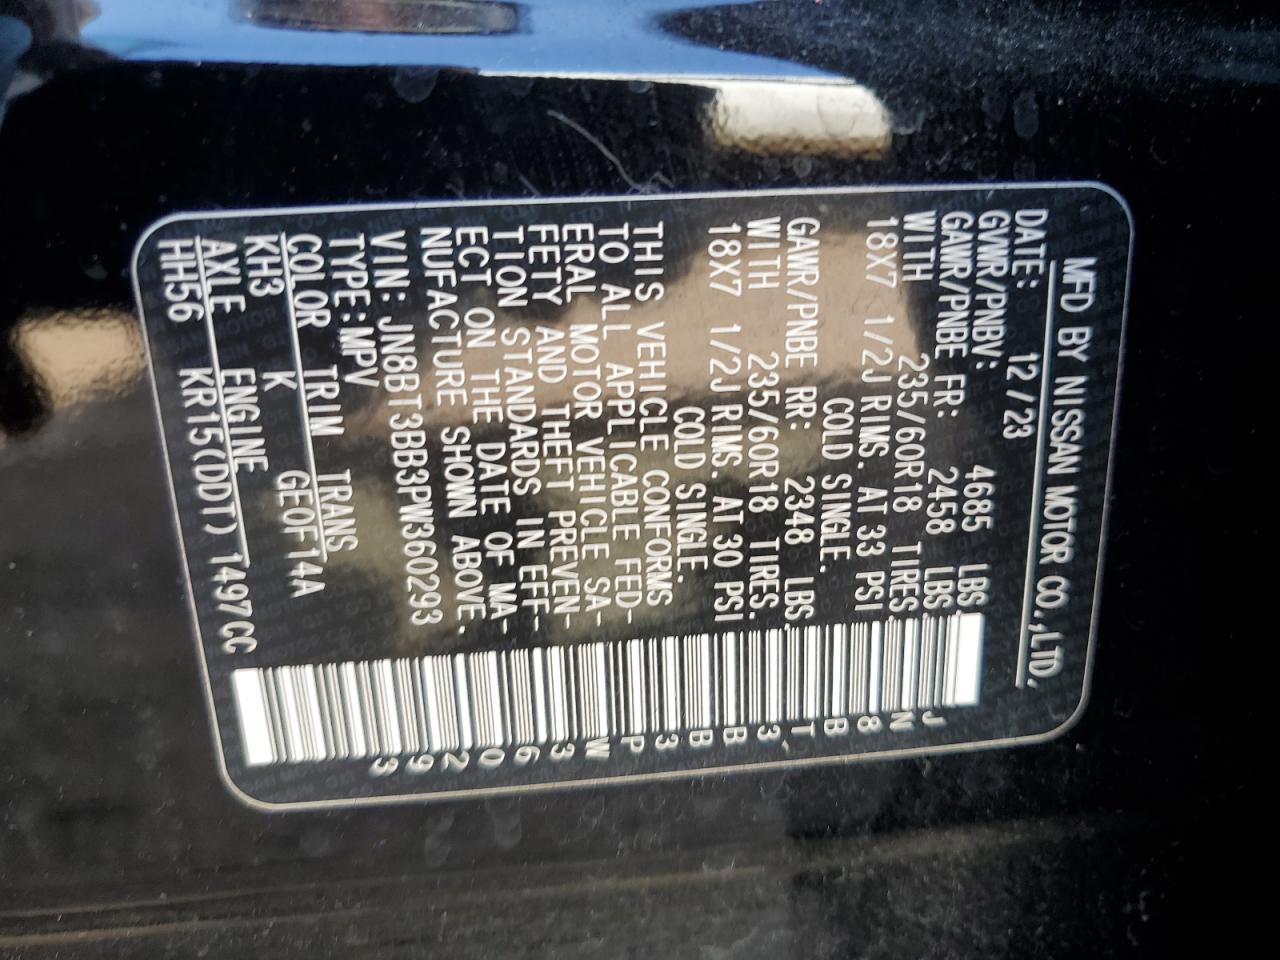 MFD BY NISSAN MOTOR CO.,LTD.
DATE: 12/23
GVWR/PNBV: 4685 LBS
GAWR/PNBE FR: 2458 LBS.
WITH 235/60R18 TIRES.
18X7 1/2J RIMS. AT 33 PSI
COLD SINGLE.
GAWR/PNBE RR: 2348 LBS.
WITH 235/60R18 TIRES.
18X7 1/2J RIMS. AT 30 PSI
COLD SINGLE.
THIS VEHICLE CONFORMS
TO ALL APPLICABLE FED-
ERAL MOTOR VEHICLE SA-
FETY AND THEFT PREVEN-
TION STANDARDS IN EFF-
ECT ON THE DATE OF MA-
NUFACTURE SHOWN ABOVE.
VIN:JN8BT3BB3PW360293
TYPE:MPV
COLOR TRIM TRANS
KH3 K GE0F14A
AXLE ENGINE
HH56 KR15(DDT) 1497CC
JN8BT3BB3PW360293